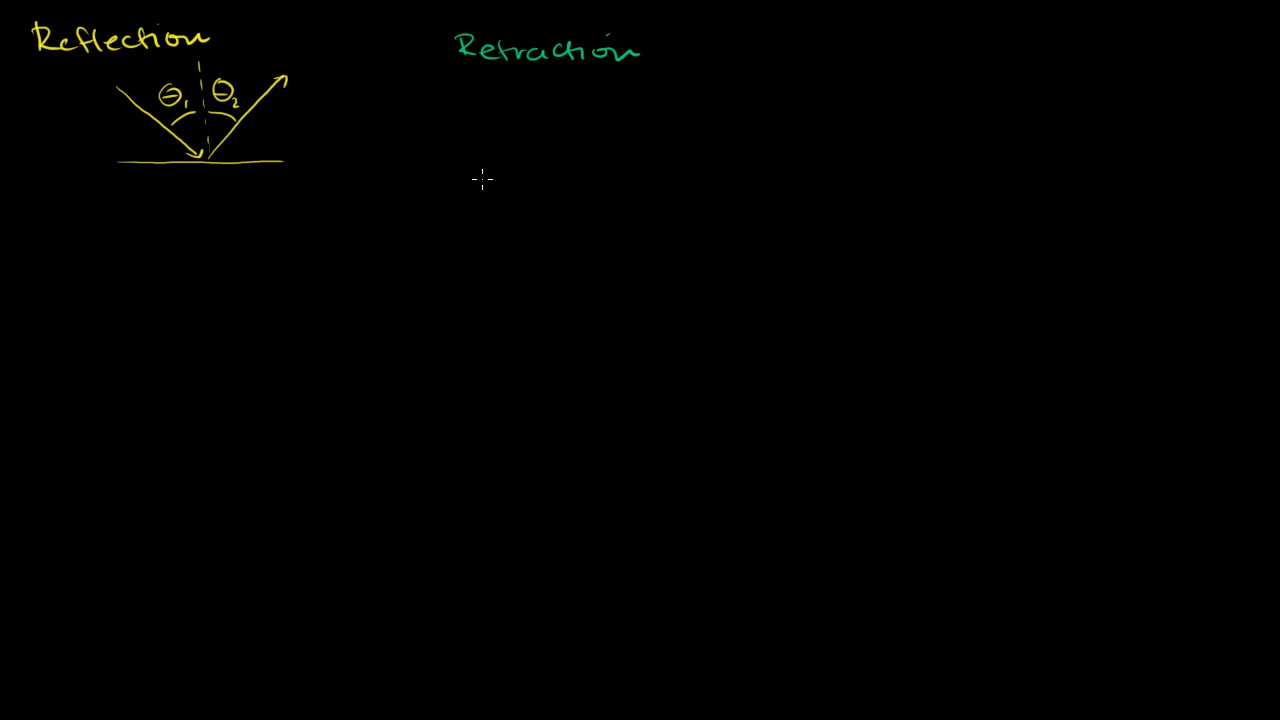 Reflection
Refraction
θ₁ θ₂